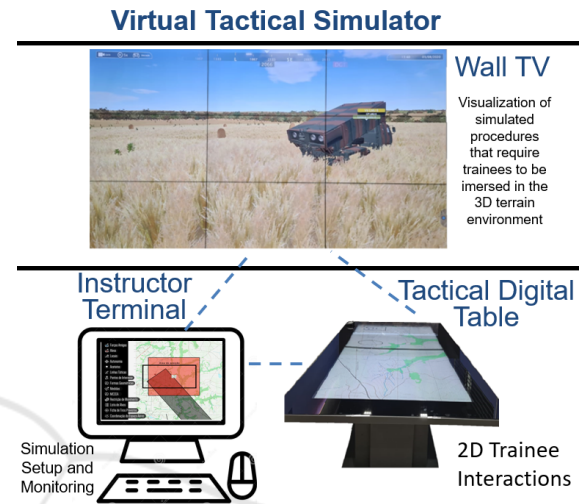 Virtual Tactical Simulator
Wall TV
Visualization of
simulated
procedures
that require
trainees to be
imersed in the
3D terrain
environment
Instructor
Terminal
Tactical Digital
Table
Simulation
Setup and
Monitoring
2D Trainee
Interactions